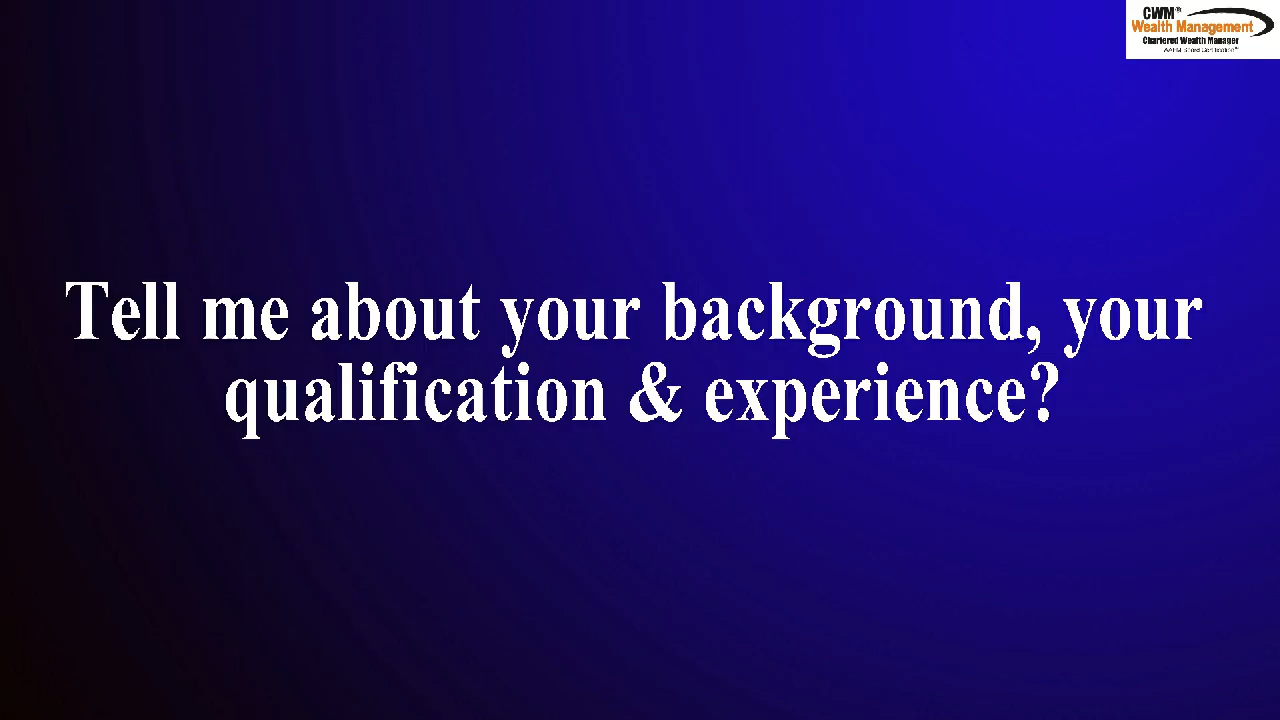 CWM®
Wealth Management
Chartered Wealth Manager
Tell me about your background, your
qualification & experience?